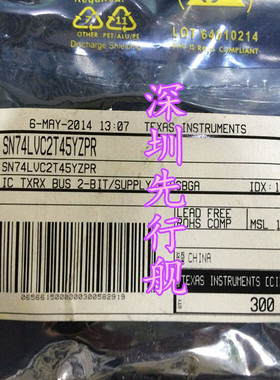 OTHER PET/ALU/PE
Discharge Shielding
LOT 64010214
ROHS COMPLIANT
6-MAY-2014 13:07 TEXAS INSTRUMENTS
SN74LVC2T45YZPR
SN74LVC2T45YZPR
IC TXRX BUS 2-BIT/SUPPLY SBGA
IDX:1
LEAD FREE
ROHS COMP
MSL 1
CHINA
TEXAS INSTRUMENTS
300
深圳先行舰